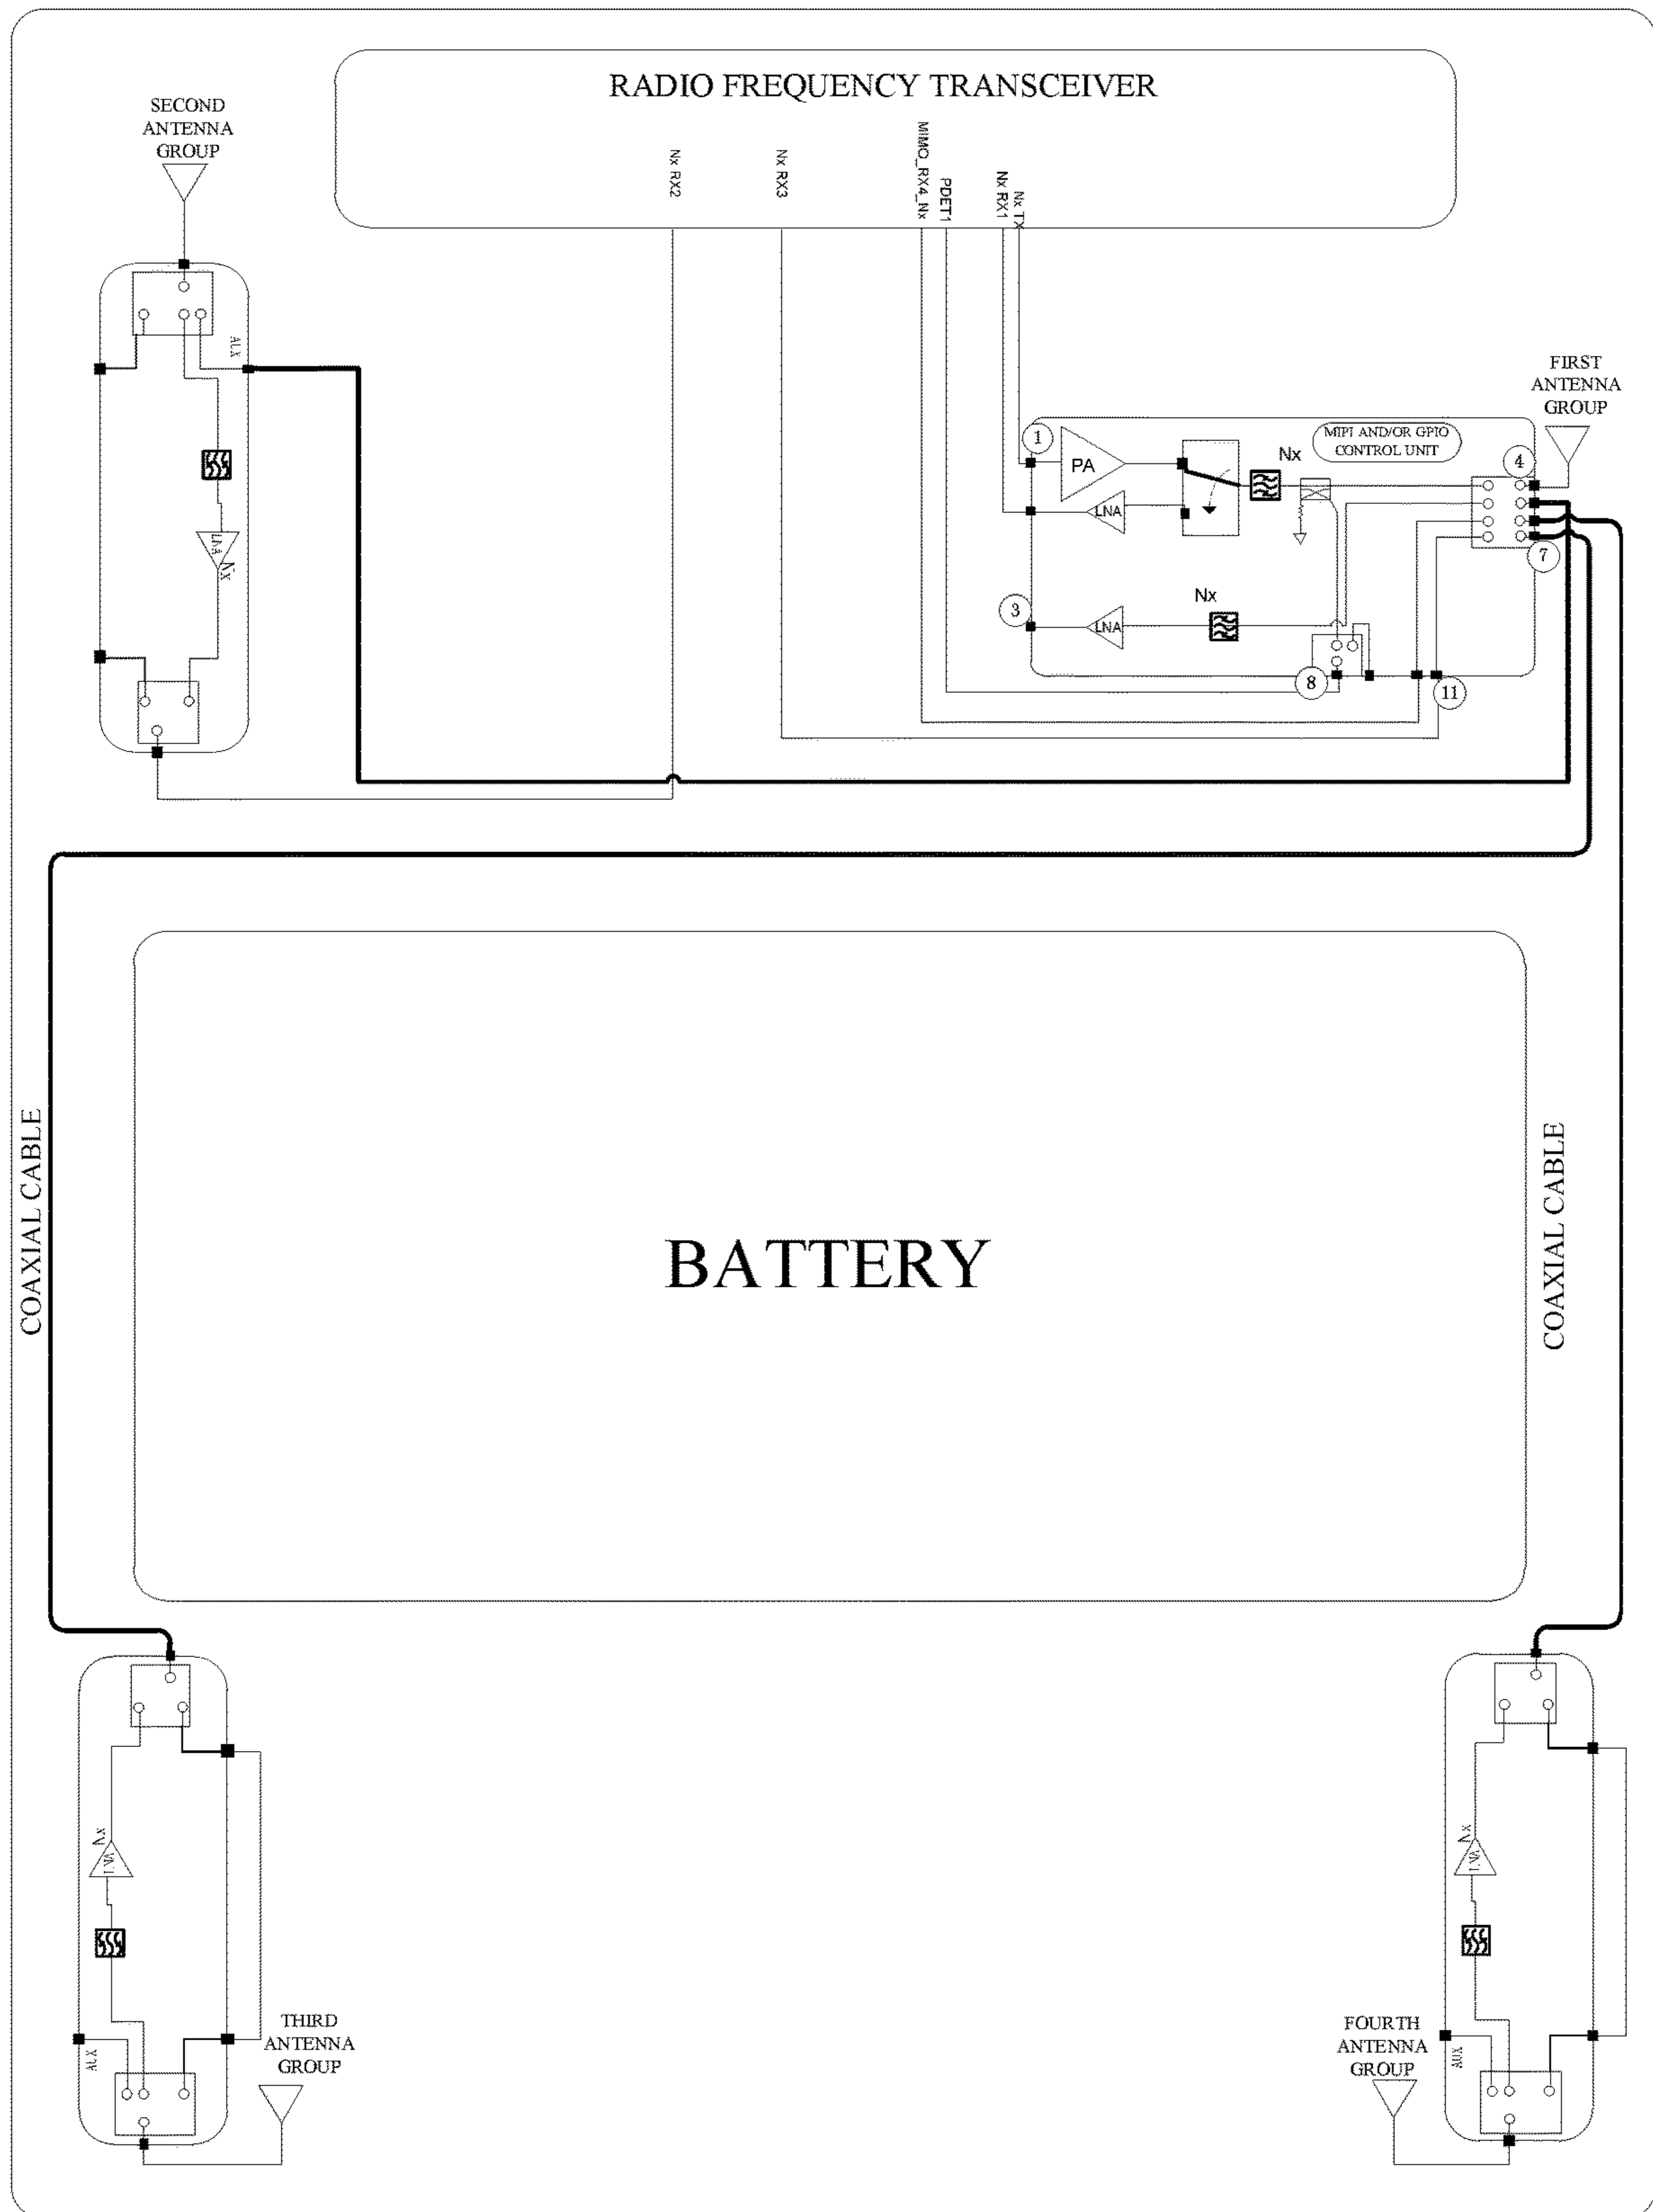 RADIO FREQUENCY TRANSCEIVER
SECOND
ANTENNA
GROUP
Nx RX2
Nx RX3
MIMO_RX4_Nx
PDET1
Nx RX1
Nx TX
AUX
LNA
Nx
FIRST
ANTENNA
GROUP
MIPI AND/OR GPIO
CONTROL UNIT
1
PA
Nx
4
LNA
7
Nx
3
LNA
8
11
COAXIAL CABLE
BATTERY
COAXIAL CABLE
Nx
LNA
AUX
THIRD
ANTENNA
GROUP
Nx
LNA
AUX
FOURTH
ANTENNA
GROUP